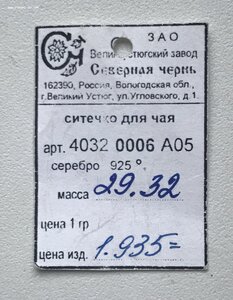 ЗАО
Великоустюгский завод
Северная чернь
162390, Россия, Вологодская обл.,
г.Великий Устюг, ул.Угловского, д.1.
ситечко для чая
арт. 4032 0006 А05
серебро 925°
масса 29.32
цена 1 гр
цена изд. 1.935=